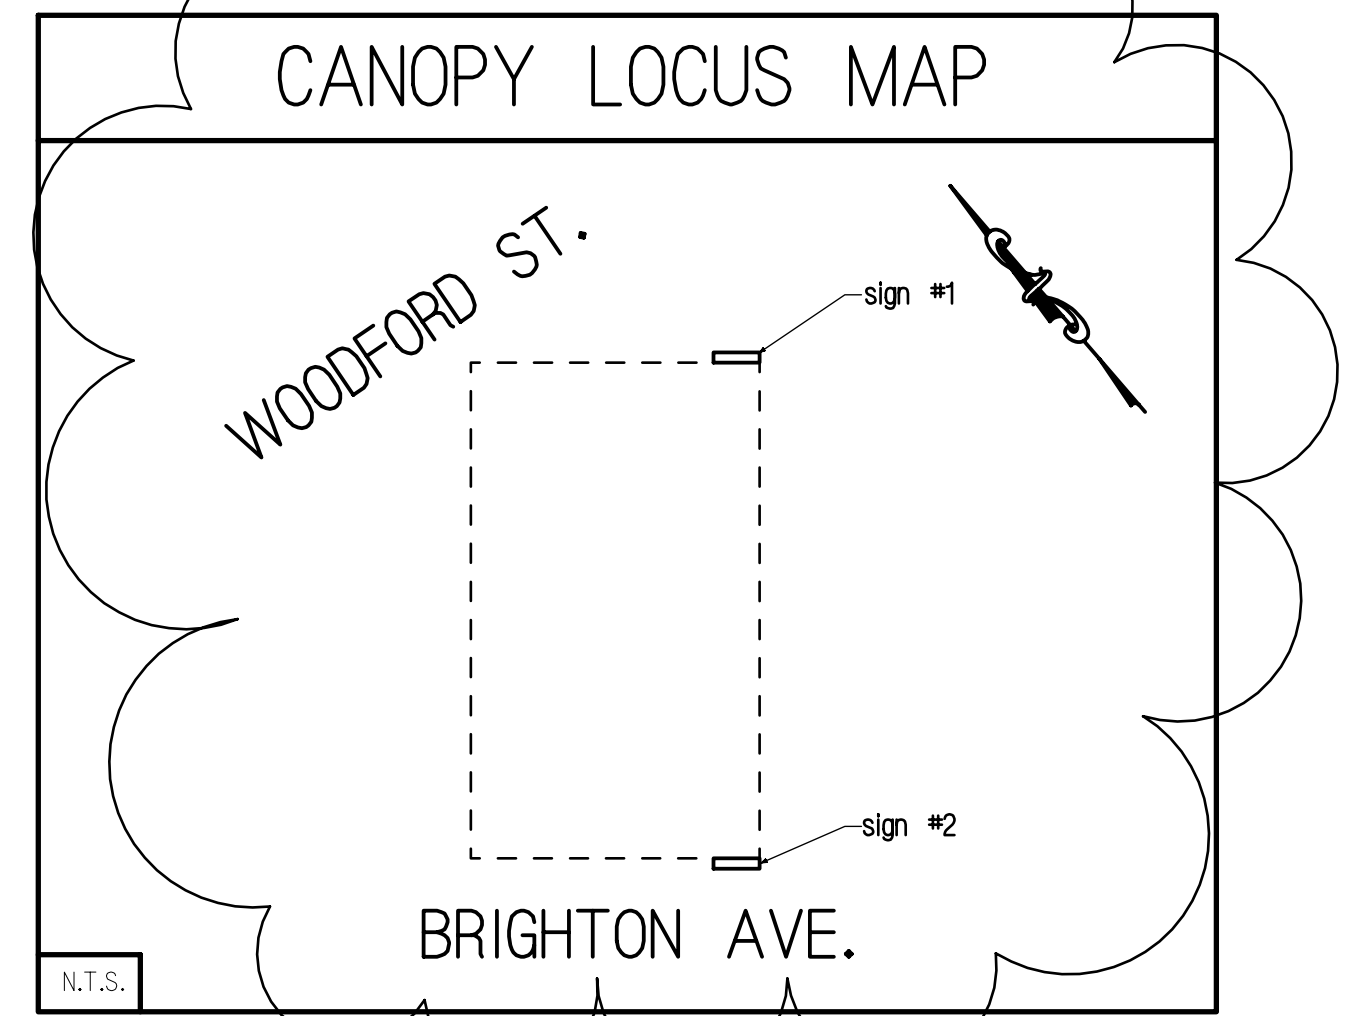 CANOPY LOCUS MAP
WOODFORD ST.
sign #1
sign #2
BRIGHTON AVE.
N.T.S.